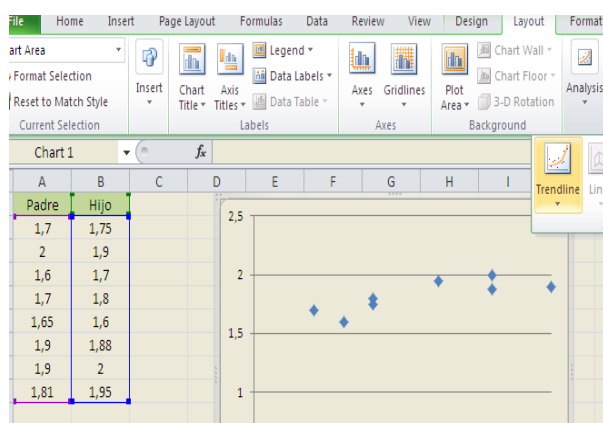 File Home Insert Page Layout Formulas Data Review View Design Layout Format
art Area
Format Selection
Reset to Match Style
Current Selection
Insert
Chart Title
Axis Titles
Legend
Data Labels
Data Table
Labels
Axes
Gridlines
Axes
Plot Area
Chart Wall
Chart Floor
3-D Rotation
Background
Analysis
Trendline
Lin
Chart 1 fx
A B C D E F G H I
Padre Hijo
1,7 1,75
2 1,9
1,6 1,7
1,7 1,8
1,65 1,6
1,9 1,88
1,9 2
1,81 1,95
2,5
2
1,5
1